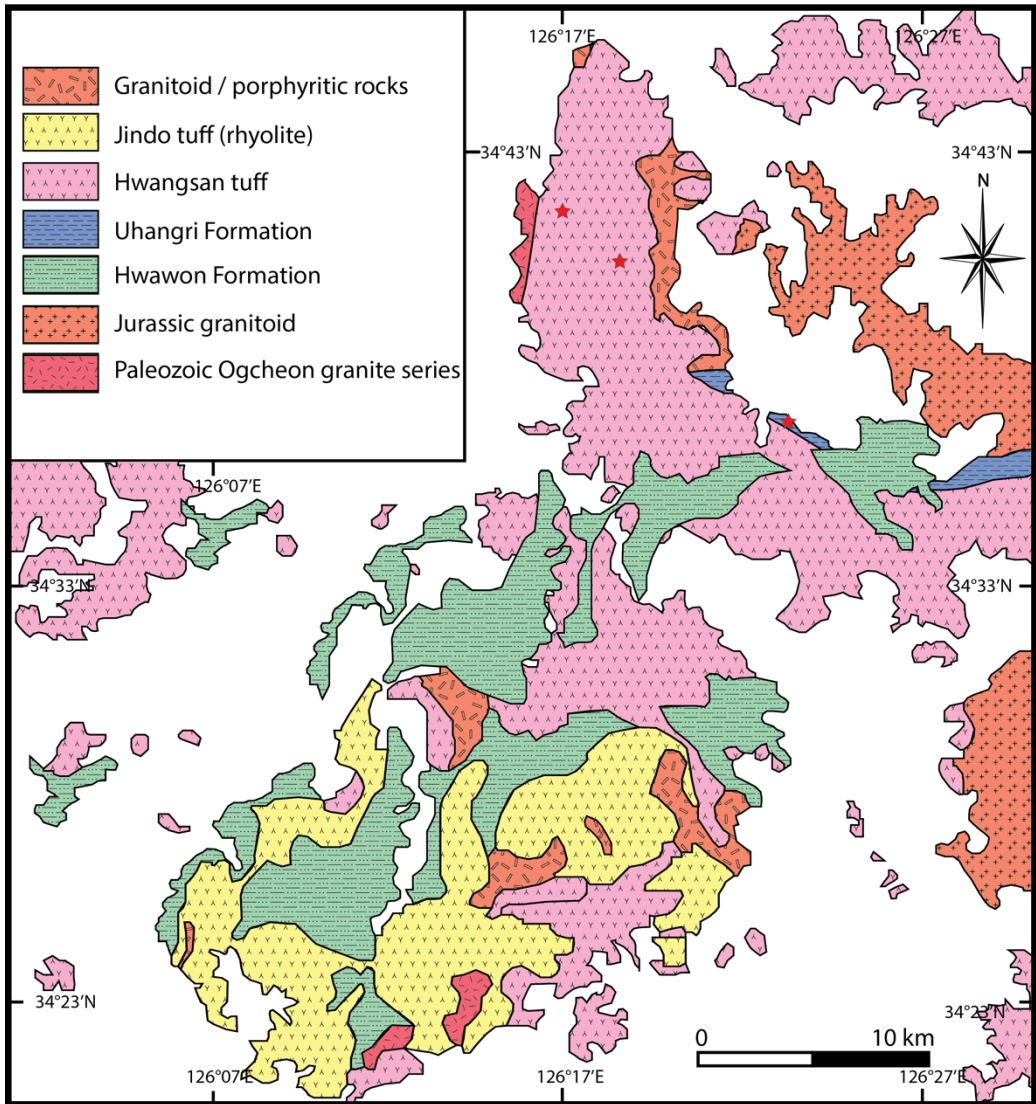 126°17'E
126°27'E
Granitoid / porphyritic rocks
Jindo tuff (rhyolite)
34°43'N
34°43'N
Hwangsan tuff
N
Uhangri Formation
Hwawon Formation
Jurassic granitoid
Paleozoic Ogcheon granite series
126°07'E
34°33'N
34°33'N
34°23'N
34°23'N
0
10 km
126°07'E
126°17'E
126°27'E